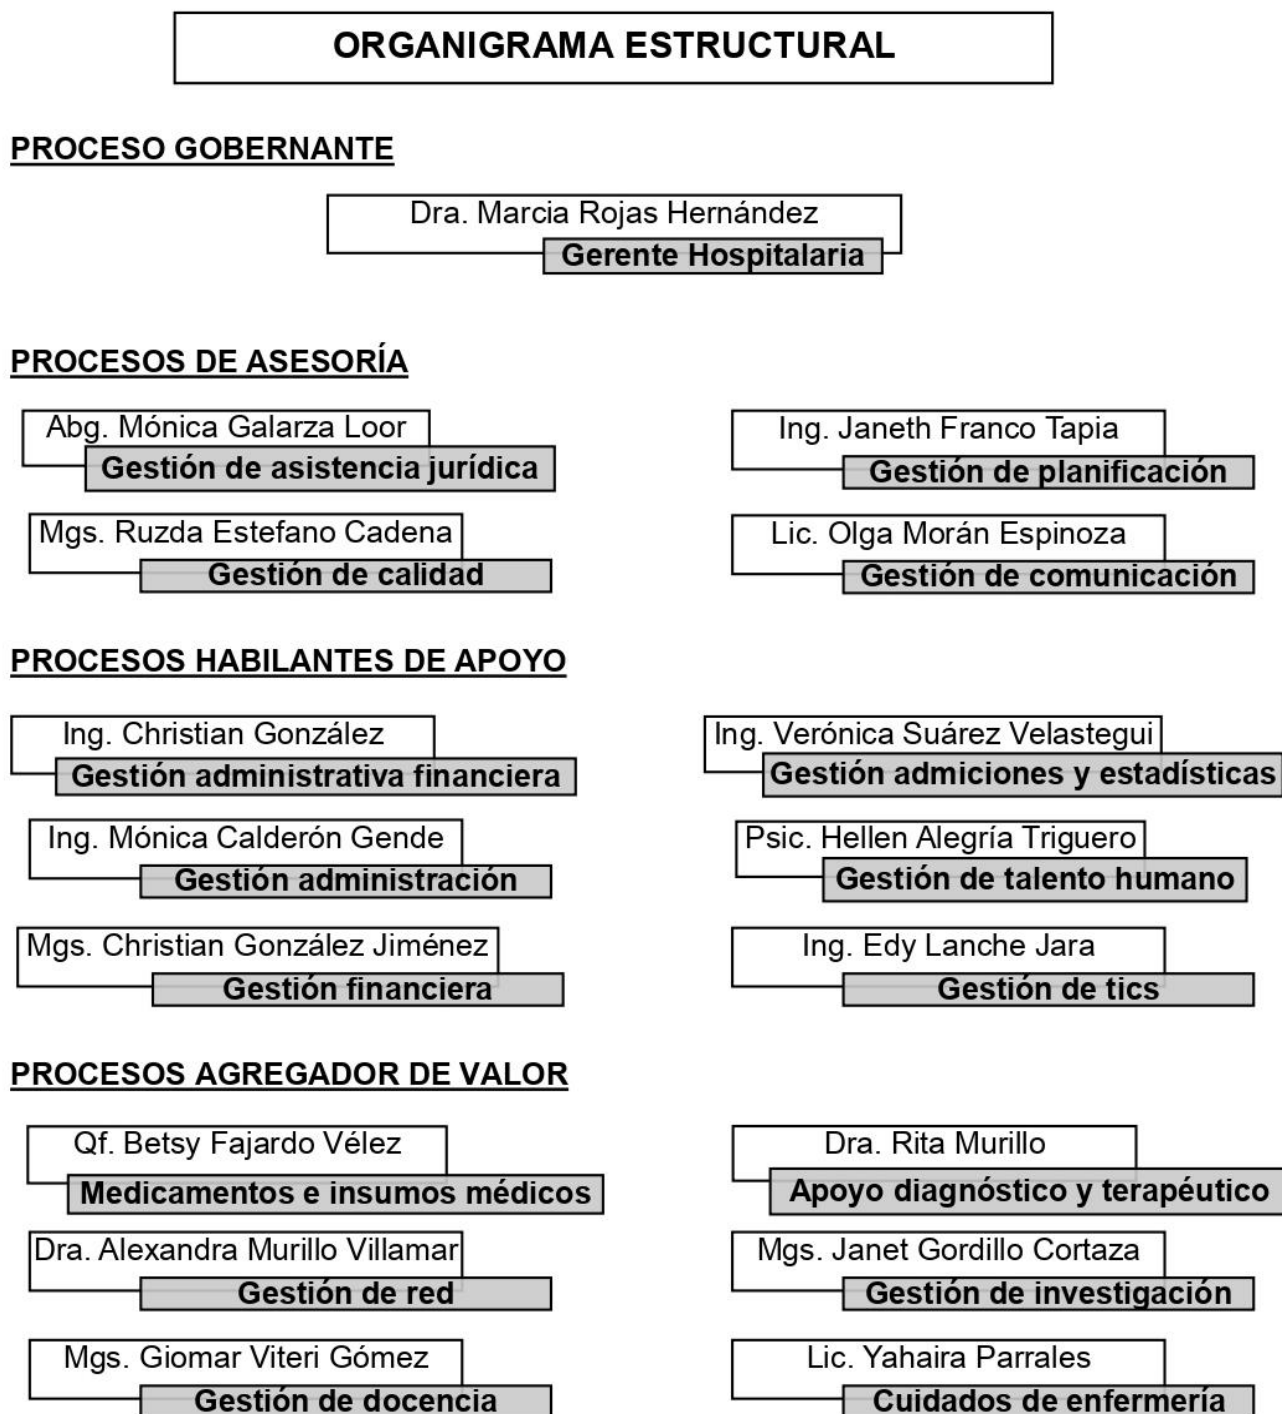 ORGANIGRAMA ESTRUCTURAL
PROCESO GOBERNANTE
Dra. Marcia Rojas Hernández
Gerente Hospitalaria
PROCESOS DE ASESORÍA
Abg. Mónica Galarza Loor
Gestión de asistencia jurídica
Ing. Janeth Franco Tapia
Gestión de planificación
Mgs. Ruzda Estefano Cadena
Gestión de calidad
Lic. Olga Morán Espinoza
Gestión de comunicación
PROCESOS HABILANTES DE APOYO
Ing. Christian González
Gestión administrativa financiera
Ing. Verónica Suárez Velastegui
Gestión admiciones y estadísticas
Ing. Mónica Calderón Gende
Gestión administración
Psic. Hellen Alegría Triguero
Gestión de talento humano
Mgs. Christian González Jiménez
Gestión financiera
Ing. Edy Lanche Jara
Gestión de tics
PROCESOS AGREGADOR DE VALOR
Qf. Betsy Fajardo Vélez
Medicamentos e insumos médicos
Dra. Rita Murillo
Apoyo diagnóstico y terapéutico
Dra. Alexandra Murillo Villamar
Gestión de red
Mgs. Janet Gordillo Cortaza
Gestión de investigación
Mgs. Giomar Viteri Gómez
Gestión de docencia
Lic. Yahaira Parrales
Cuidados de enfermería